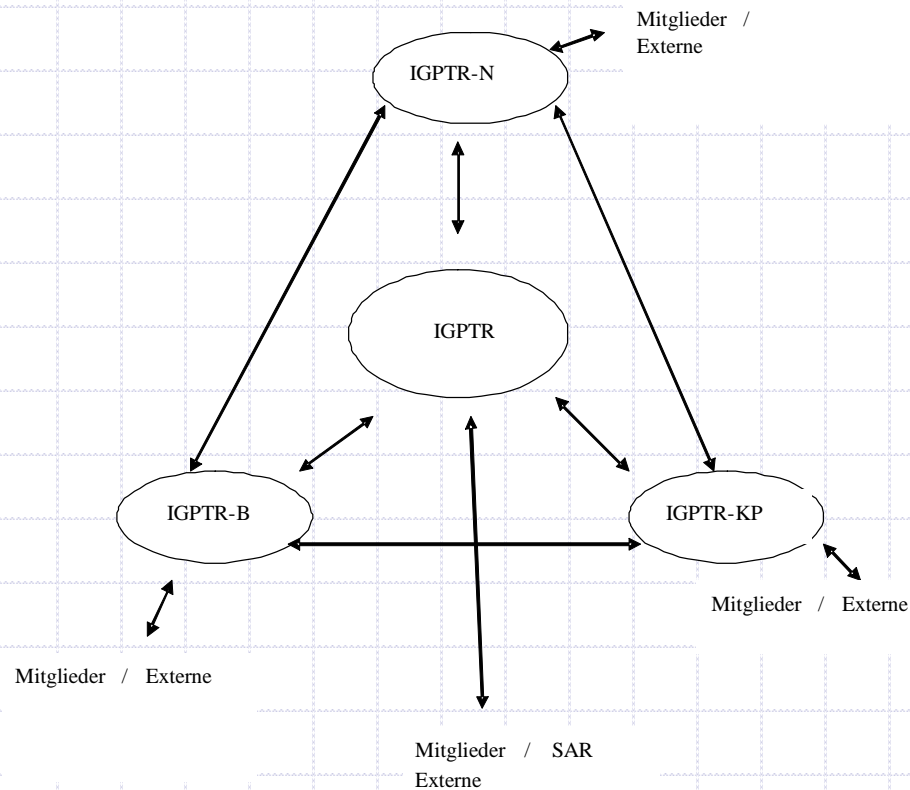 Mitglieder / 
Externe
IGPTR-N
IGPTR
IGPTR-B
IGPTR-KP
Mitglieder / Externe
Mitglieder / Externe
Mitglieder / SAR
Externe